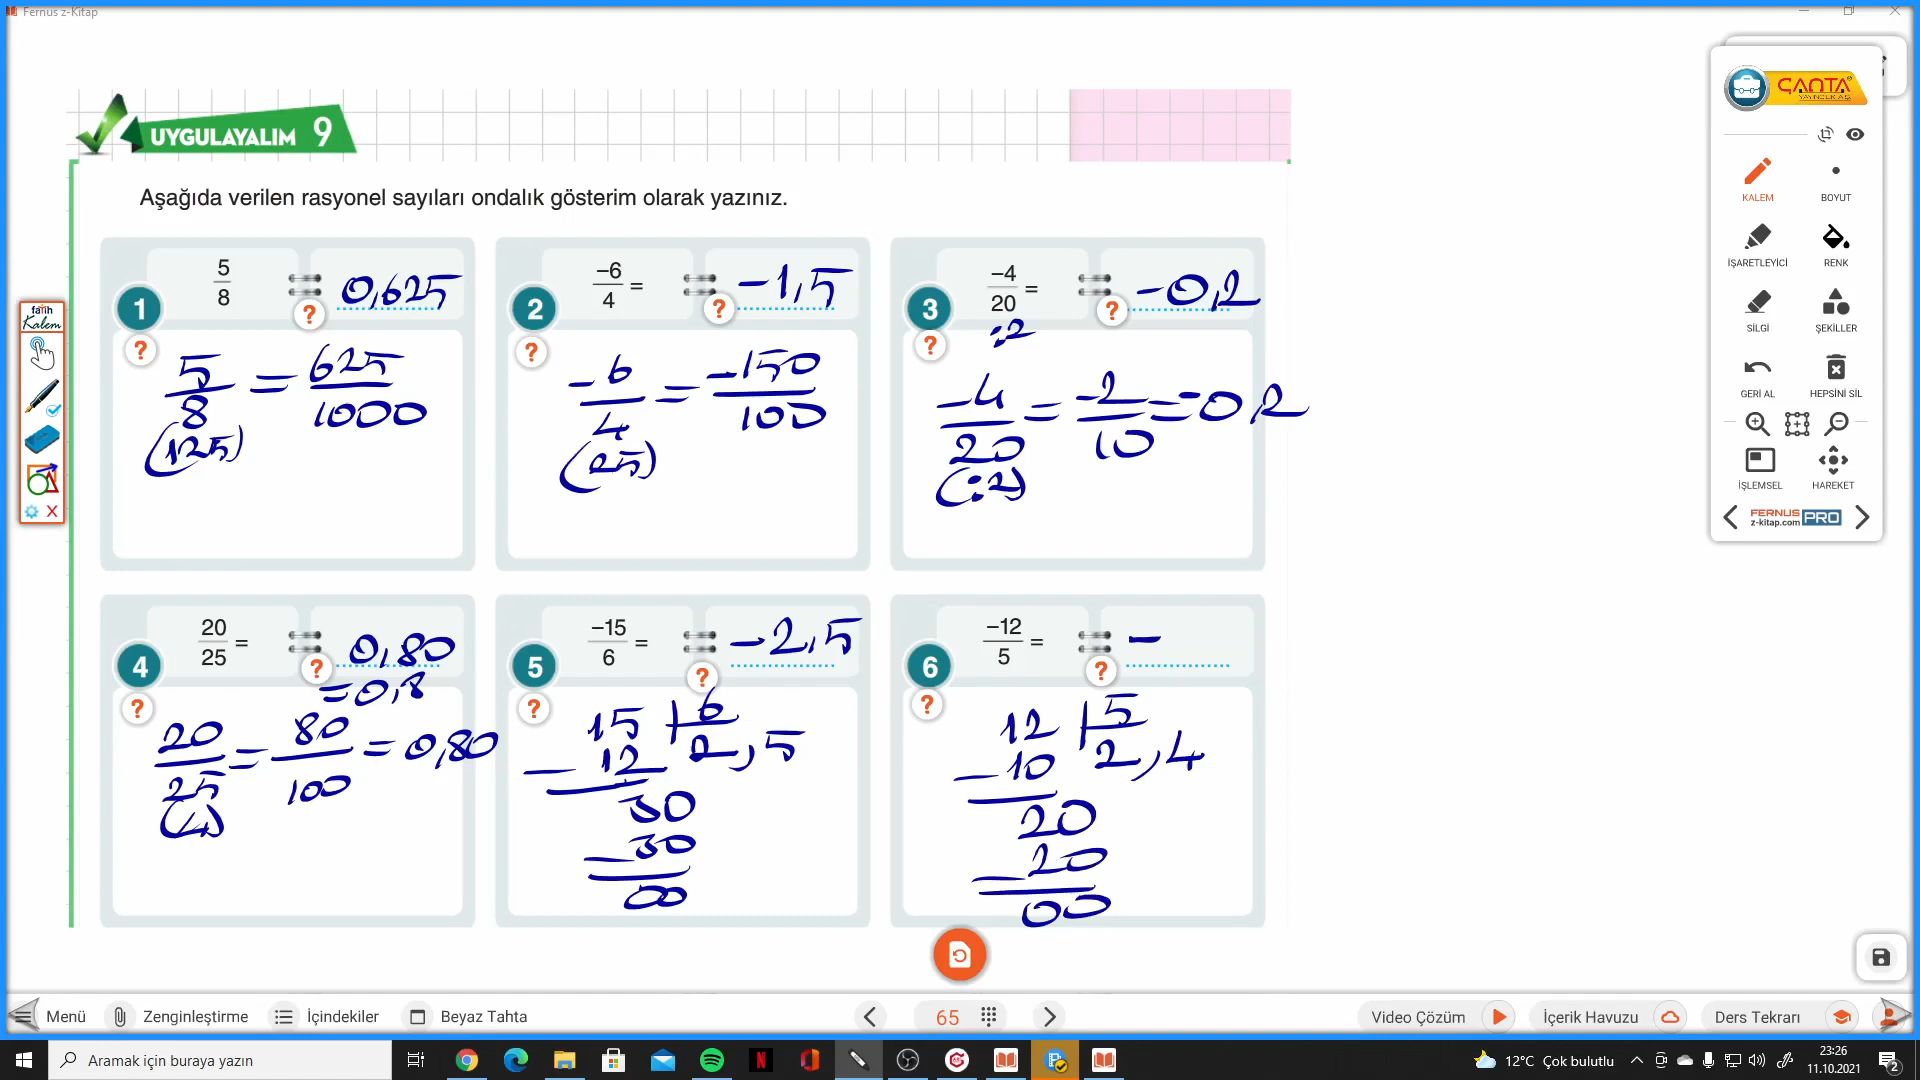 Fernus z-Kitap
UYGULAYALIM 9
Aşağıda verilen rasyonel sayıları ondalık gösterim olarak yazınız.
1
5/8
? 0,625
?
5/8 = 625/1000
(125)
2
-6/4 =
? -1,5
?
-6/4 = -150/100
(25)
3
-4/20 =
:2
? -0,2
?
-4/20 = -2/10 = -0,2
(:2)
4
20/25 =
? 0,80
= 0,8
?
20/25 = 80/100 = 0,80
(4)
5
-15/6 =
? -2,5
?
15 6
- 12 2,5
30
- 30
00
6
-12/5 =
? -
?
12 5
- 10 2,4
20
- 20
00
fatih
Kalem
ÇANTA
YAYINCILIK A.Ş.
KALEM
BOYUT
İŞARETLEYİCİ
RENK
SİLGİ
ŞEKİLLER
GERİ AL
HEPSİNİ SİL
İŞLEMSEL
HAREKET
FERNUS
z-kitap.com PRO
Menü
Zenginleştirme
İçindekiler
Beyaz Tahta
65
Video Çözüm
İçerik Havuzu
Ders Tekrarı
Aramak için buraya yazın
12°C Çok bulutlu
23:26
11.10.2021
2